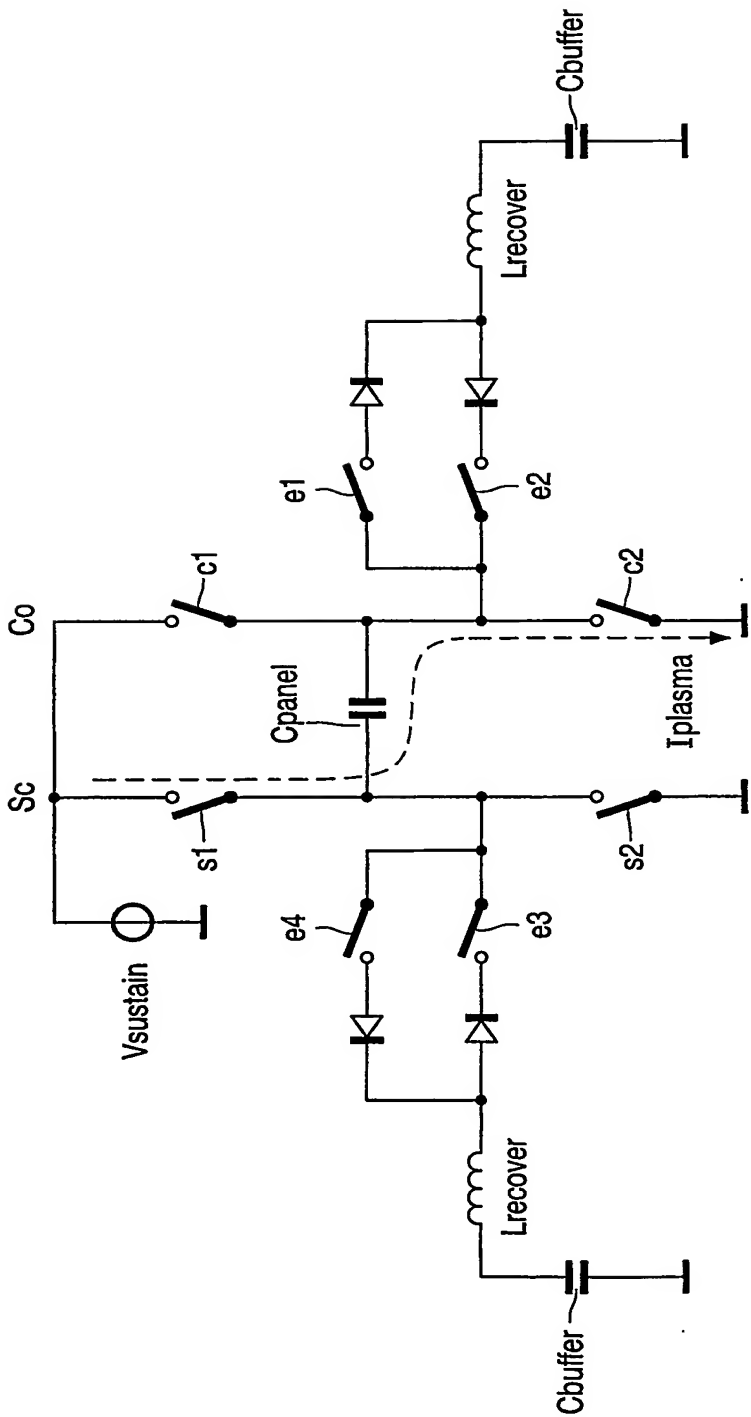 Sc
Co
Vsustain
s1
c1
Cpanel
e4
e3
e1
e2
Lrecover
Lrecover
Cbuffer
Cbuffer
s2
c2
Iplasma